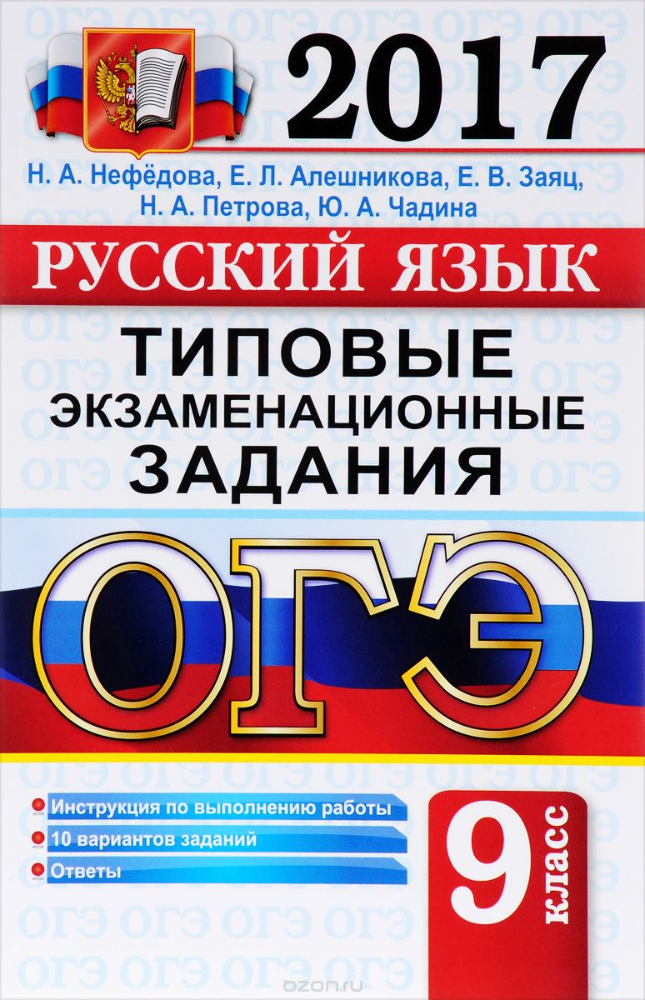 2017
Н. А. Нефёдова, Е. Л. Алешникова, Е. В. Заяц,
Н. А. Петрова, Ю. А. Чадина
РУССКИЙ ЯЗЫК
ТИПОВЫЕ
ЭКЗАМЕНАЦИОННЫЕ
ЗАДАНИЯ
ОГЭ
Инструкция по выполнению работы
10 вариантов заданий
Ответы
9 класс
ozon.ru